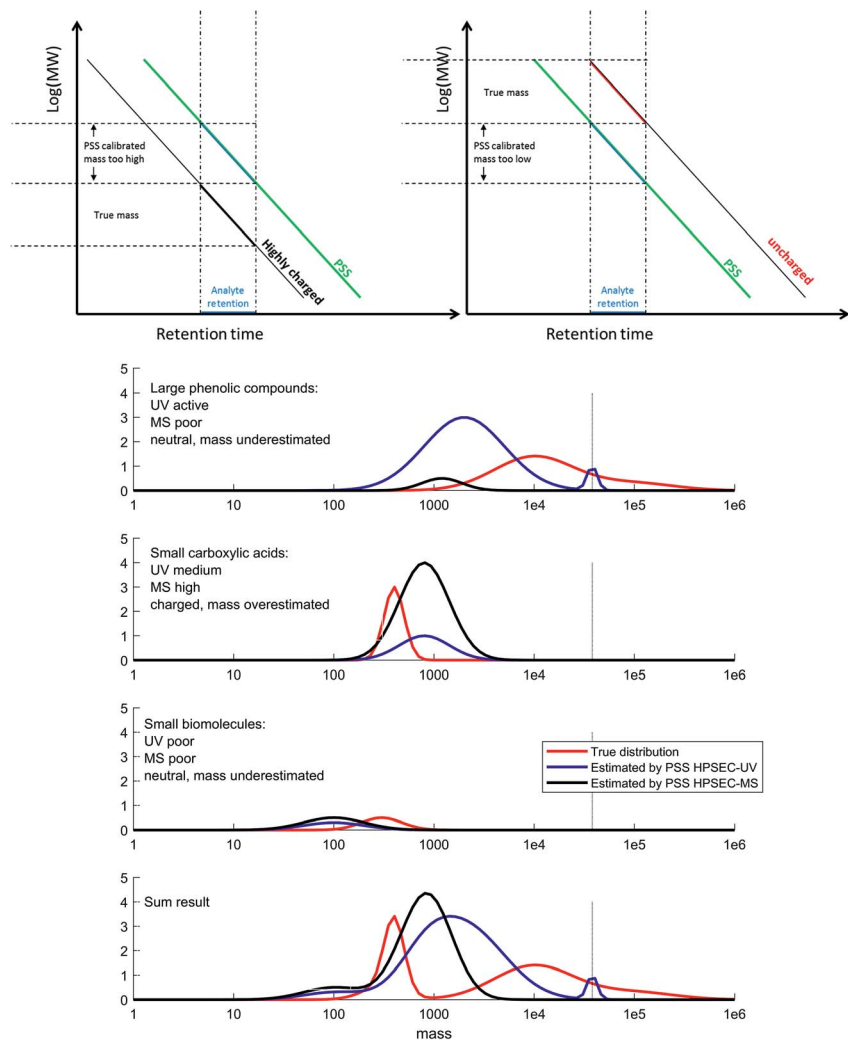 Log(MW)
PSS calibrated
mass too high
True mass
Highly charged
PSS
Analyte
retention
Retention time
Log(MW)
True mass
PSS calibrated
mass too low
uncharged
PSS
Analyte
retention
Retention time
5
4
3
2
1
0
Large phenolic compounds:
UV active
MS poor
neutral, mass underestimated
1 10 100 1000 1e4 1e5 1e6
5
4
3
2
1
0
Small carboxylic acids:
UV medium
MS high
charged, mass overestimated
1 10 100 1000 1e4 1e5 1e6
5
4
3
2
1
0
Small biomolecules:
UV poor
MS poor
neutral, mass underestimated
True distribution
Estimated by PSS HPSEC-UV
Estimated by PSS HPSEC-MS
1 10 100 1000 1e4 1e5 1e6
5
4
3
2
1
0
Sum result
1 10 100 1000 1e4 1e5 1e6
mass